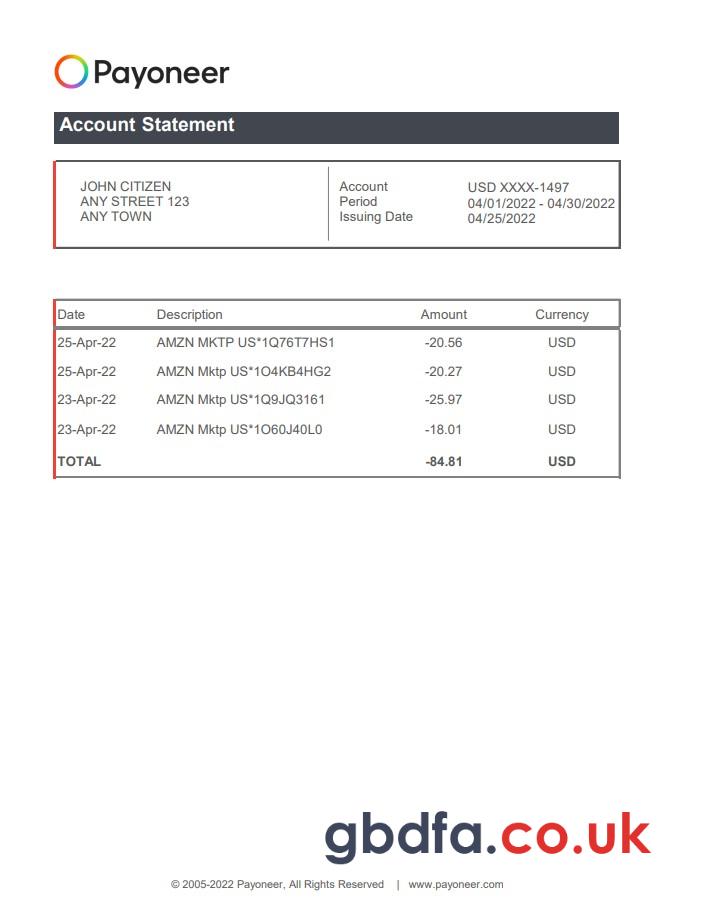 Payoneer
Account Statement
JOHN CITIZEN
ANY STREET 123
ANY TOWN
Account USD XXXX-1497
Period 04/01/2022 - 04/30/2022
Issuing Date 04/25/2022
Date Description Amount Currency
25-Apr-22 AMZN MKTP US*1Q76T7HS1 -20.56 USD
25-Apr-22 AMZN Mktp US*1O4KB4HG2 -20.27 USD
23-Apr-22 AMZN Mktp US*1Q9JQ3161 -25.97 USD
23-Apr-22 AMZN Mktp US*1O60J40L0 -18.01 USD
TOTAL -84.81 USD
gbdfa.co.uk
© 2005-2022 Payoneer, All Rights Reserved | www.payoneer.com